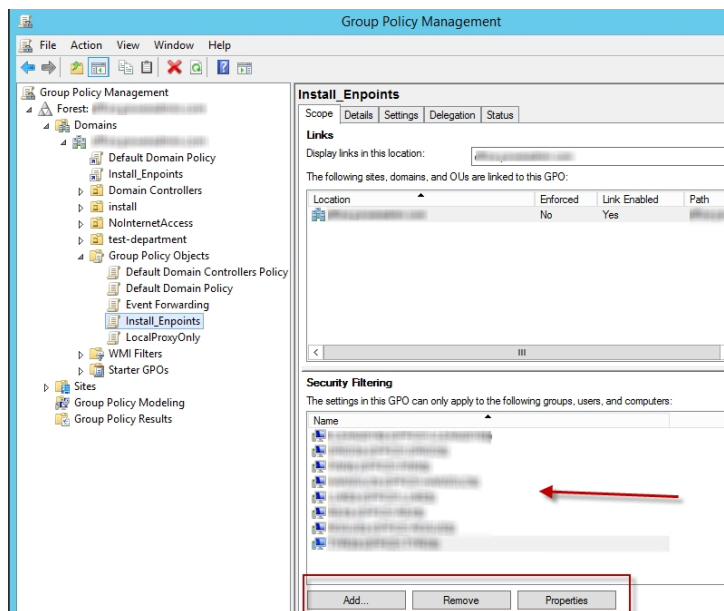 Group Policy Management
File Action View Window Help
Group Policy Management
Forest:
Domains
Default Domain Policy
Install_Enpoints
Domain Controllers
install
NoInternetAccess
test-department
Group Policy Objects
Default Domain Controllers Policy
Default Domain Policy
Event Forwarding
Install_Enpoints
LocalProxyOnly
WMI Filters
Starter GPOs
Sites
Group Policy Modeling
Group Policy Results
Install_Enpoints
Scope Details Settings Delegation Status
Links
Display links in this location:
The following sites, domains, and OUs are linked to this GPO:
Location Enforced Link Enabled Path
No Yes
Security Filtering
The settings in this GPO can only apply to the following groups, users, and computers:
Name
Add... Remove Properties